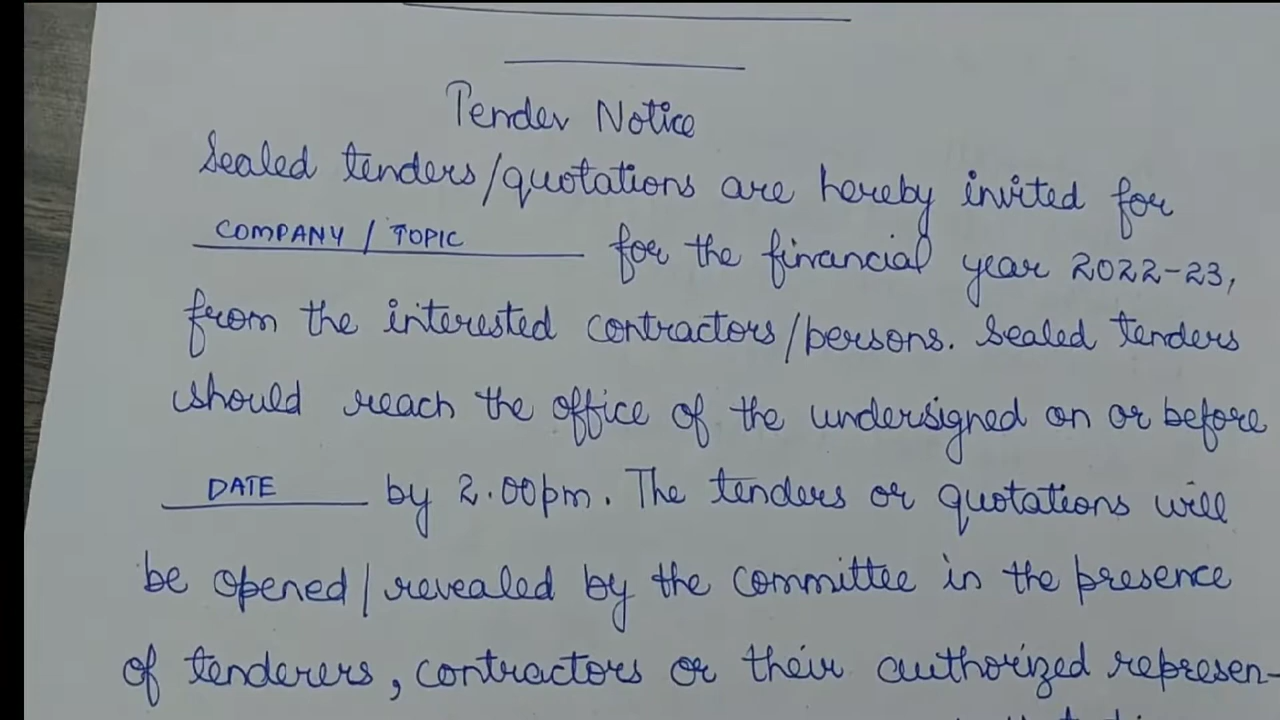 Tender Notice
Sealed tenders/quotations are hereby invited for
COMPANY / TOPIC for the financial year 2022-23,
from the interested contractors/persons. Sealed tenders
should reach the office of the undersigned on or before
DATE by 2.00pm. The tenders or quotations will
be opened/revealed by the committee in the presence
of tenderers, contractors or their authorized represen-